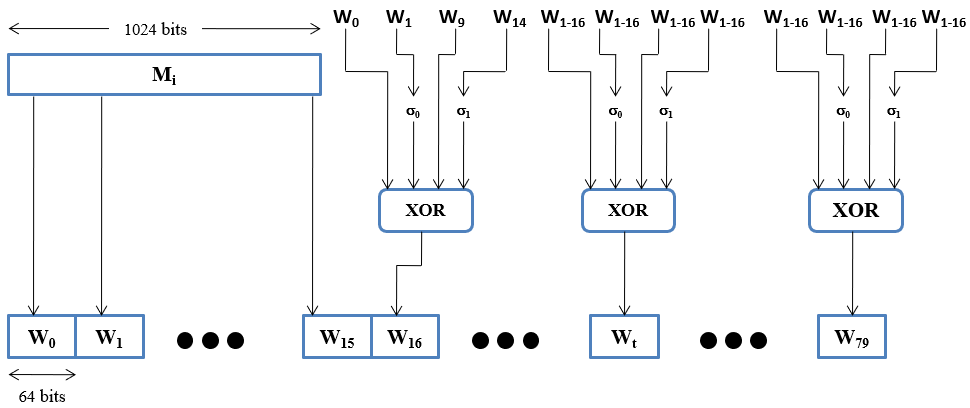 W0 W1 W9 W14 W1-16 W1-16 W1-16 W1-16 W1-16 W1-16 W1-16 W1-16
1024 bits
Mi
σ0 σ1 σ0 σ1 σ0 σ1
XOR XOR XOR
W0 W1 W15 W16 Wt W79
64 bits